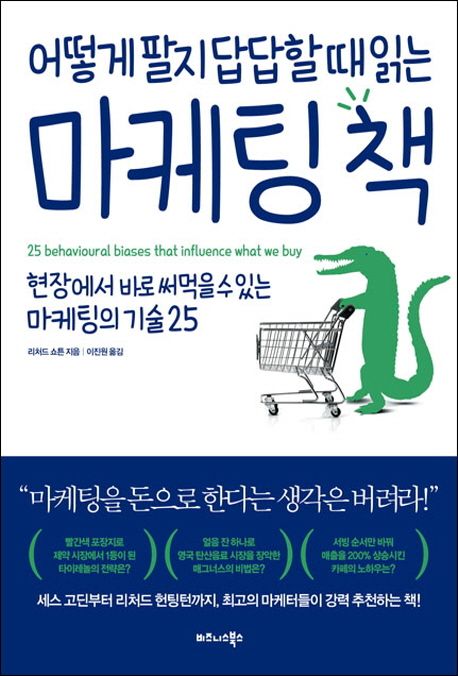 어떻게 팔지 답답할 때 읽는
마케팅 책
25 behavioural biases that influence what we buy
현장에서 바로 써먹을 수 있는
마케팅의 기술 25
리처드 쇼튼 지음 | 이진원 옮김
“마케팅을 돈으로 한다는 생각은 버려라!”
빨간색 포장지로
제약 시장에서 1등이 된
타이레놀의 전략은?
얼음 잔 하나로
영국 탄산음료 시장을 장악한
매그너스의 비법은?
서빙 순서만 바꿔
매출을 200% 상승시킨
카페의 노하우는?
세스 고딘부터 리처드 헌팅턴까지, 최고의 마케터들이 강력 추천하는 책!
비즈니스북스